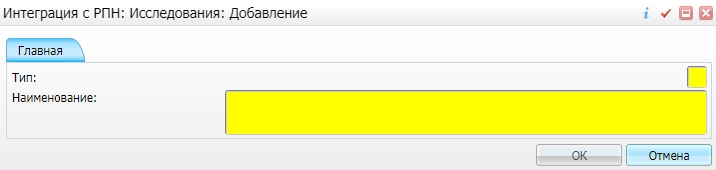 Интеграция с РПН: Исследования: Добавление
Главная
Тип:
Наименование:
ОК Отмена